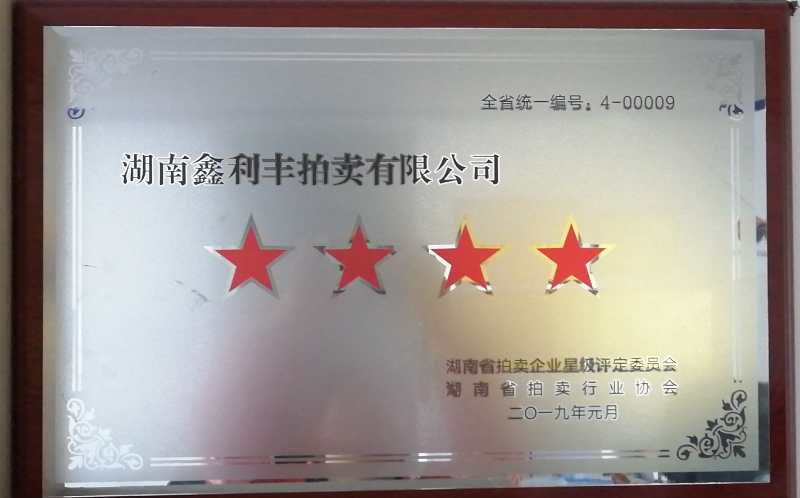 全省统一编号：4-00009
湖南鑫利丰拍卖有限公司
湖南省拍卖企业星级评定委员会
湖南省拍卖行业协会
二〇一九年元月